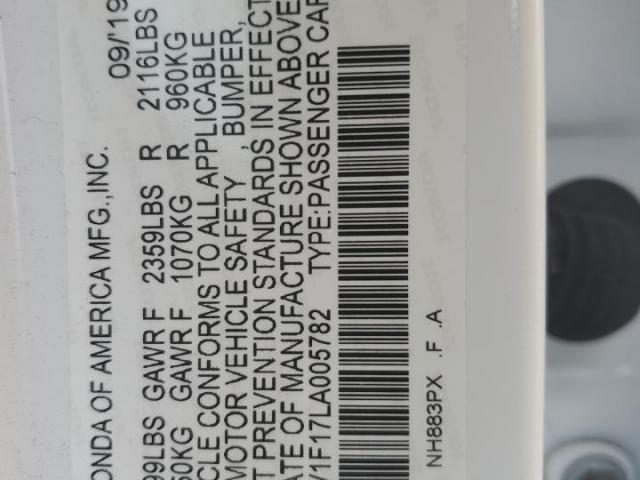 ONDA OF AMERICA MFG.,INC. 09/'19
99LBS GAWR F 2359LBS R 2116LBS
60KG GAWR F 1070KG R 960KG
CLE CONFORMS TO ALL APPLICABLE
MOTOR VEHICLE SAFETY , BUMPER,
T PREVENTION STANDARDS IN EFFECT
ATE OF MANUFACTURE SHOWN ABOVE
V1F17LA005782 TYPE:PASSENGER CAR
NH883PX .F .A